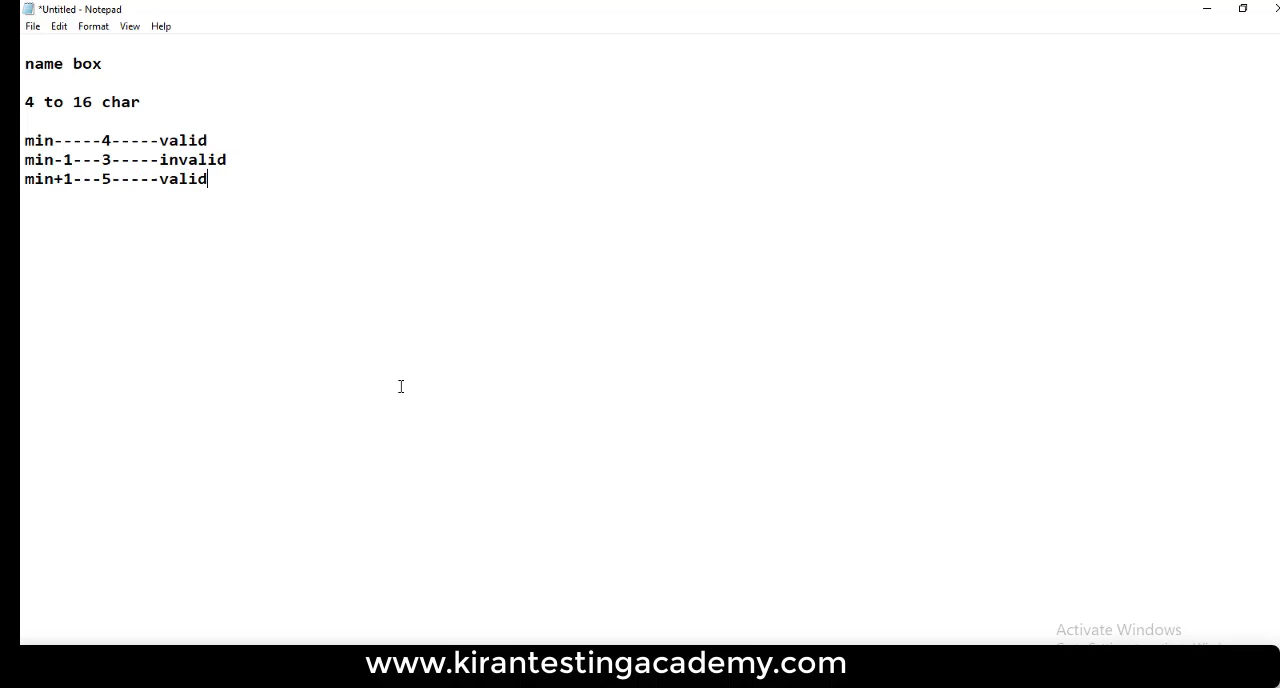 *Untitled - Notepad
File Edit Format View Help
name box
4 to 16 char
min-----4-----valid
min-1---3-----invalid
min+1---5-----valid
Activate Windows
www.kirantestingacademy.com